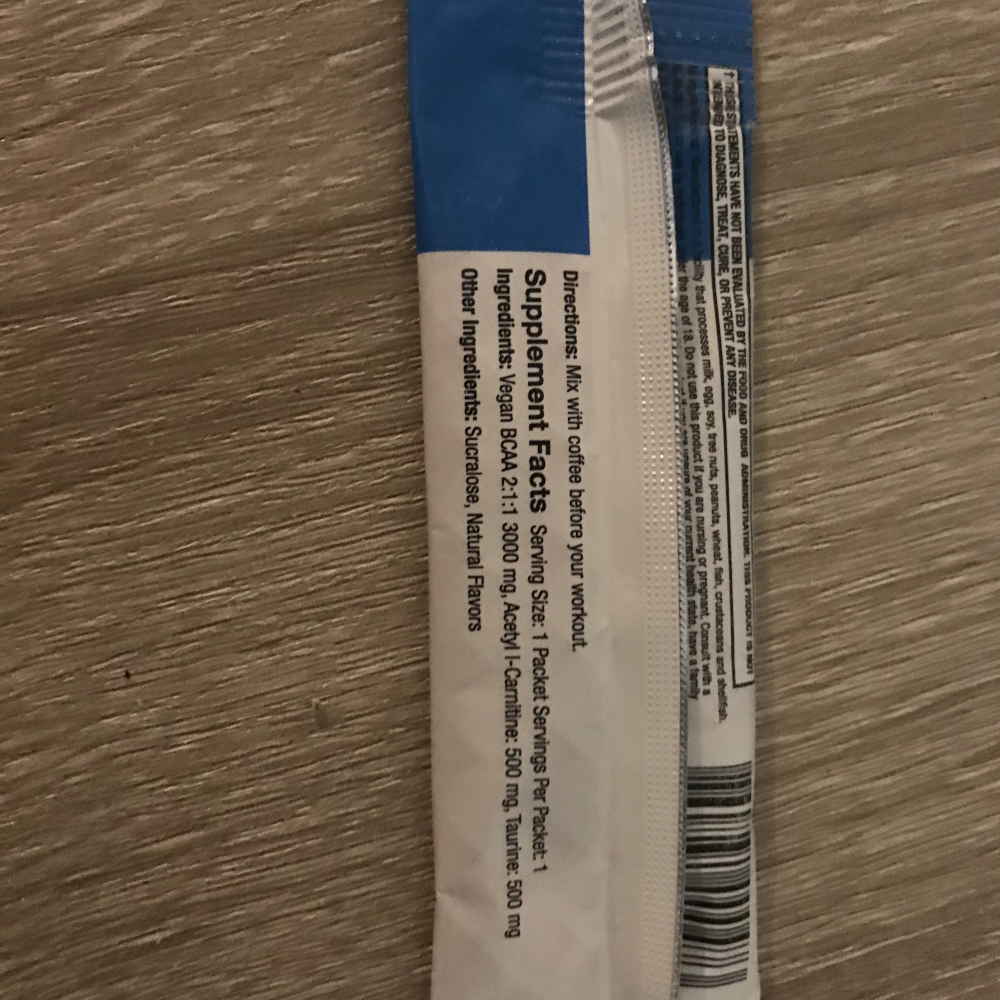 Directions: Mix with coffee before your workout.
Supplement Facts Serving Size: 1 Packet Servings Per Packet: 1
Ingredients: Vegan BCAA 2:1:1 3000 mg, Acetyl l-Carnitine: 500 mg, Taurine: 500 mg
Other Ingredients: Sucralose, Natural Flavors
† THESE STATEMENTS HAVE NOT BEEN EVALUATED BY THE FOOD AND DRUG ADMINISTRATION. THIS PRODUCT IS NOT
INTENDED TO DIAGNOSE, TREAT, CURE, OR PREVENT ANY DISEASE.
that processes milk, egg, soy, tree nuts, peanuts, wheat, fish, crustaceans and shellfish.
the age of 18. Do not use this product if you are nursing or pregnant. Consult with a
unsure of your current health state, have a family